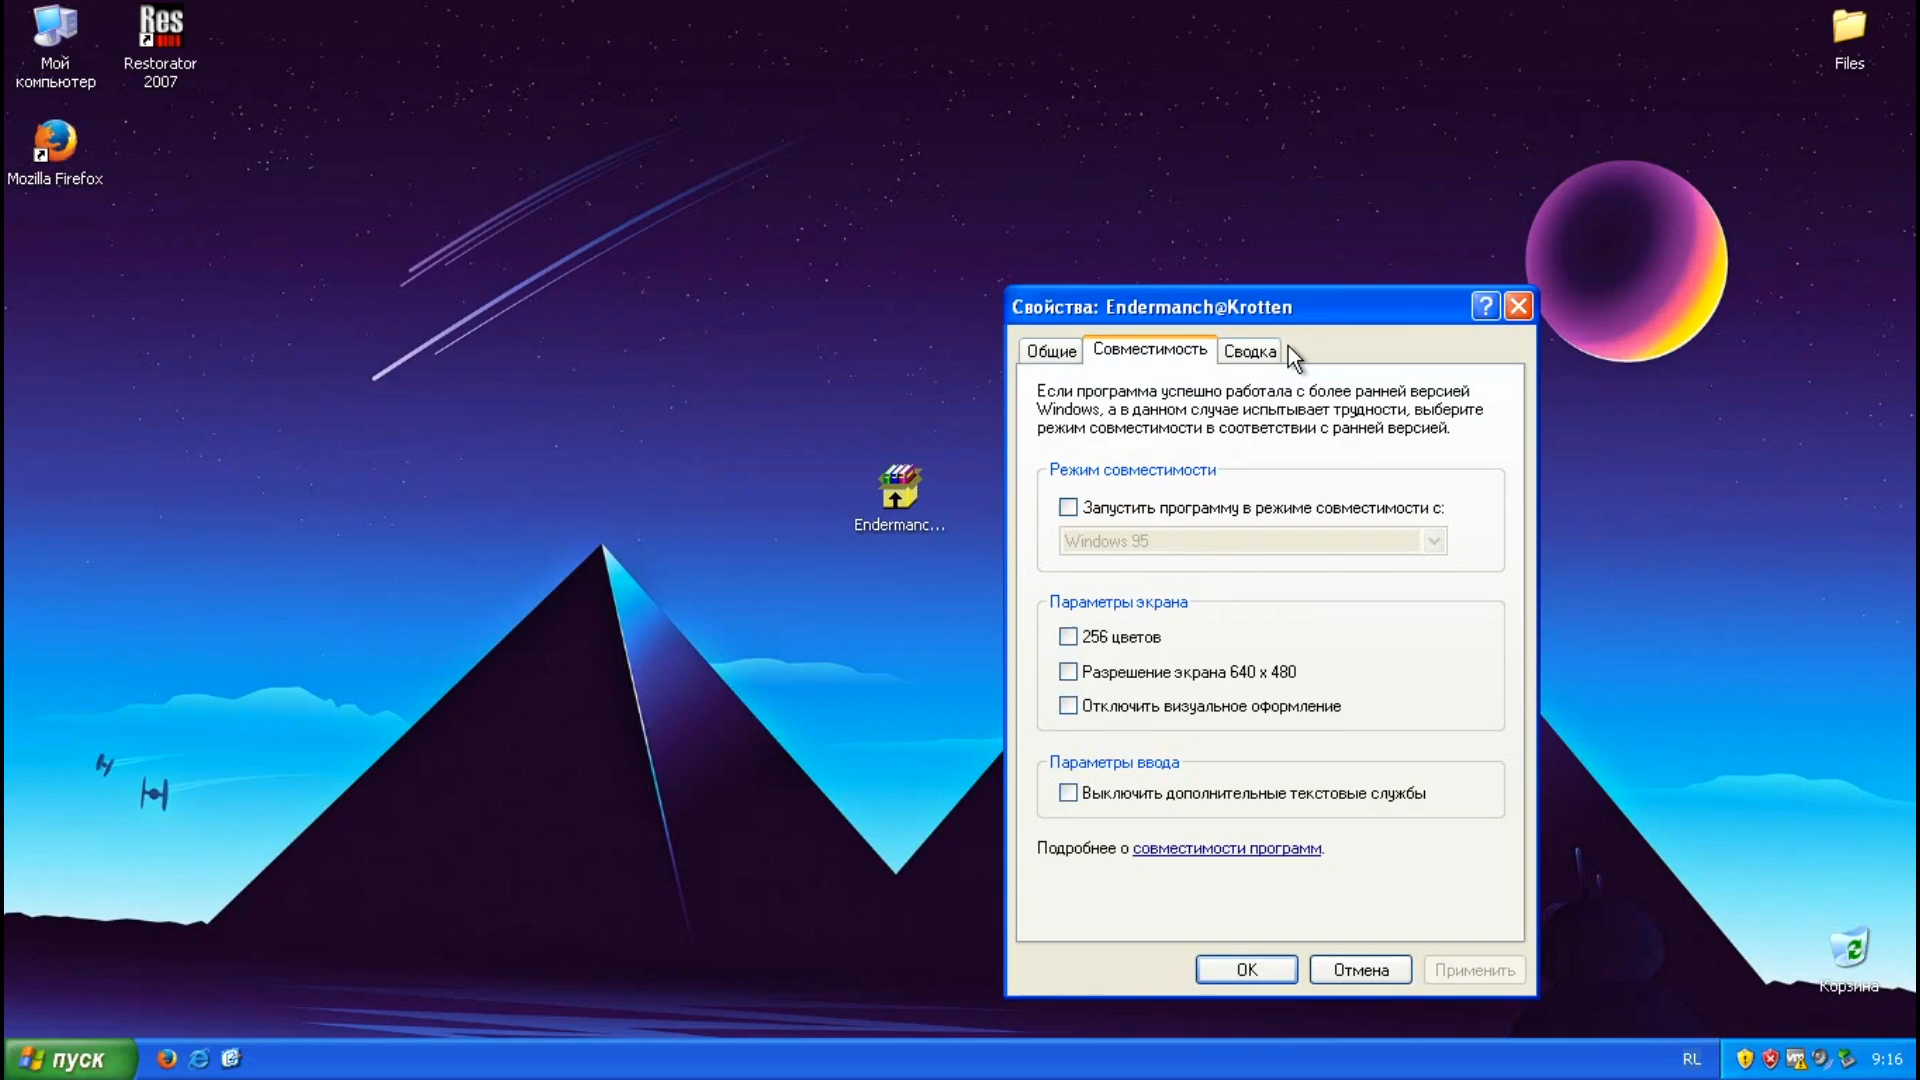 Мой
компьютер
Res
Restorator
2007
Mozilla Firefox
Files
Endermanc...
Свойства: Endermanch@Krotten
Общие
Совместимость
Сводка
Если программа успешно работала с более ранней версией
Windows, а в данном случае испытывает трудности, выберите
режим совместимости в соответствии с ранней версией.
Режим совместимости
Запустить программу в режиме совместимости с:
Windows 95
Параметры экрана
256 цветов
Разрешение экрана 640 x 480
Отключить визуальное оформление
Параметры ввода
Выключить дополнительные текстовые службы
Подробнее о совместимости программ.
ОК
Отмена
Применить
Корзина
пуск
RL
9:16